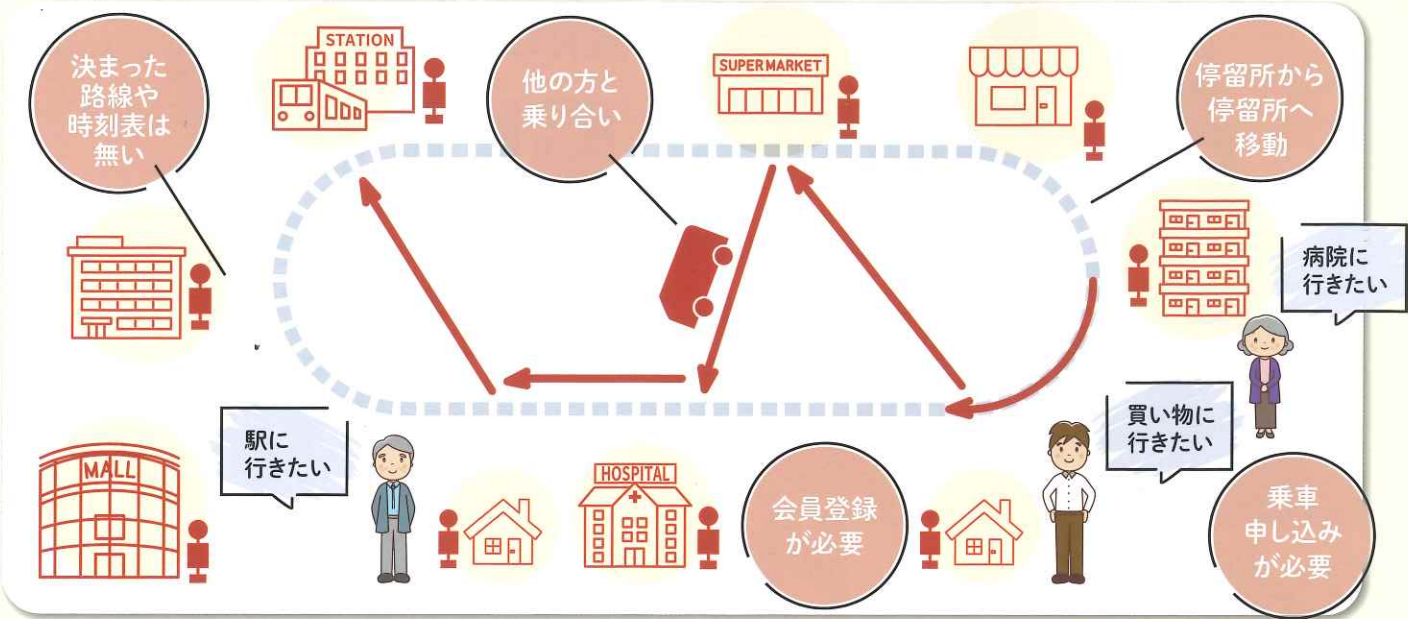 決まった
路線や
時刻表は
無い
STATION
他の方と
乗り合い
SUPERMARKET
停留所から
停留所へ
移動
病院に
行きたい
買い物に
行きたい
駅に
行きたい
MALL
HOSPITAL
会員登録
が必要
乗車
申し込み
が必要